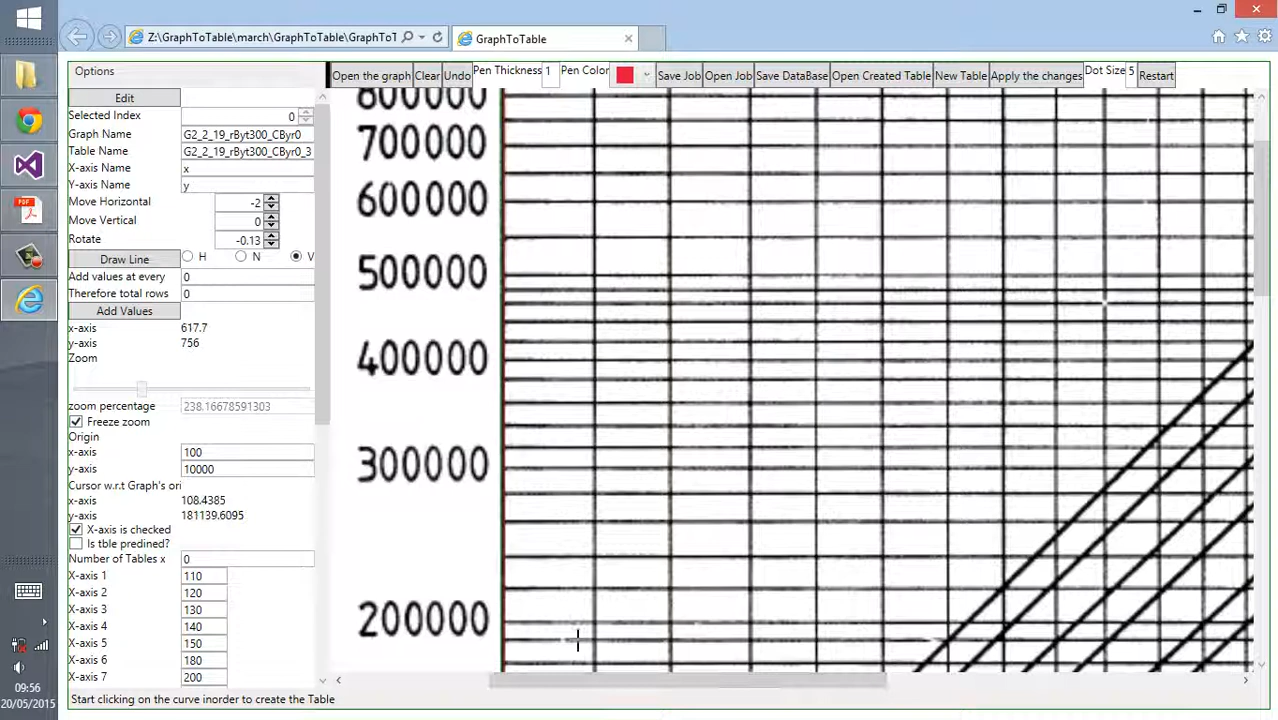 Z:\GraphToTable\march\GraphToTable\GraphToT
GraphToTable
Options
Open the graph Clear Undo Pen Thickness 1 Pen Color Save Job Open Job Save DataBase Open Created Table New Table Apply the changes Dot Size 5 Restart
Edit
Selected Index 0
Graph Name G2_2_19_rByt300_CByr0
Table Name G2_2_19_rByt300_CByr0_3
X-axis Name x
Y-axis Name y
Move Horizontal -2
Move Vertical 0
Rotate -0.13
Draw Line H N V
Add values at every 0
Therefore total rows 0
Add Values
x-axis 617.7
y-axis 756
Zoom
zoom percentage 238.16678591303
Freeze zoom
Origin
x-axis 100
y-axis 10000
Cursor w.r.t Graph's ori
x-axis 108.4385
y-axis 181139.6095
X-axis is checked
Is tble predined?
Number of Tables x 0
X-axis 1 110
X-axis 2 120
X-axis 3 130
X-axis 4 140
X-axis 5 150
X-axis 6 180
X-axis 7 200
800000
700000
600000
500000
400000
300000
200000
Start clicking on the curve inorder to create the Table
09:56
20/05/2015